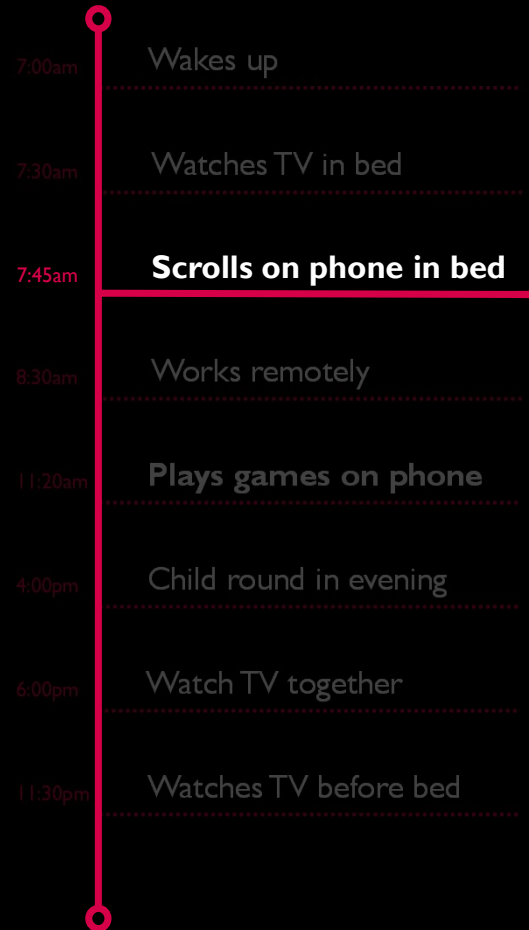 7:00am Wakes up
7:30am Watches TV in bed
7:45am Scrolls on phone in bed
8:30am Works remotely
11:20am Plays games on phone
4:00pm Child round in evening
6:00pm Watch TV together
11:30pm Watches TV before bed